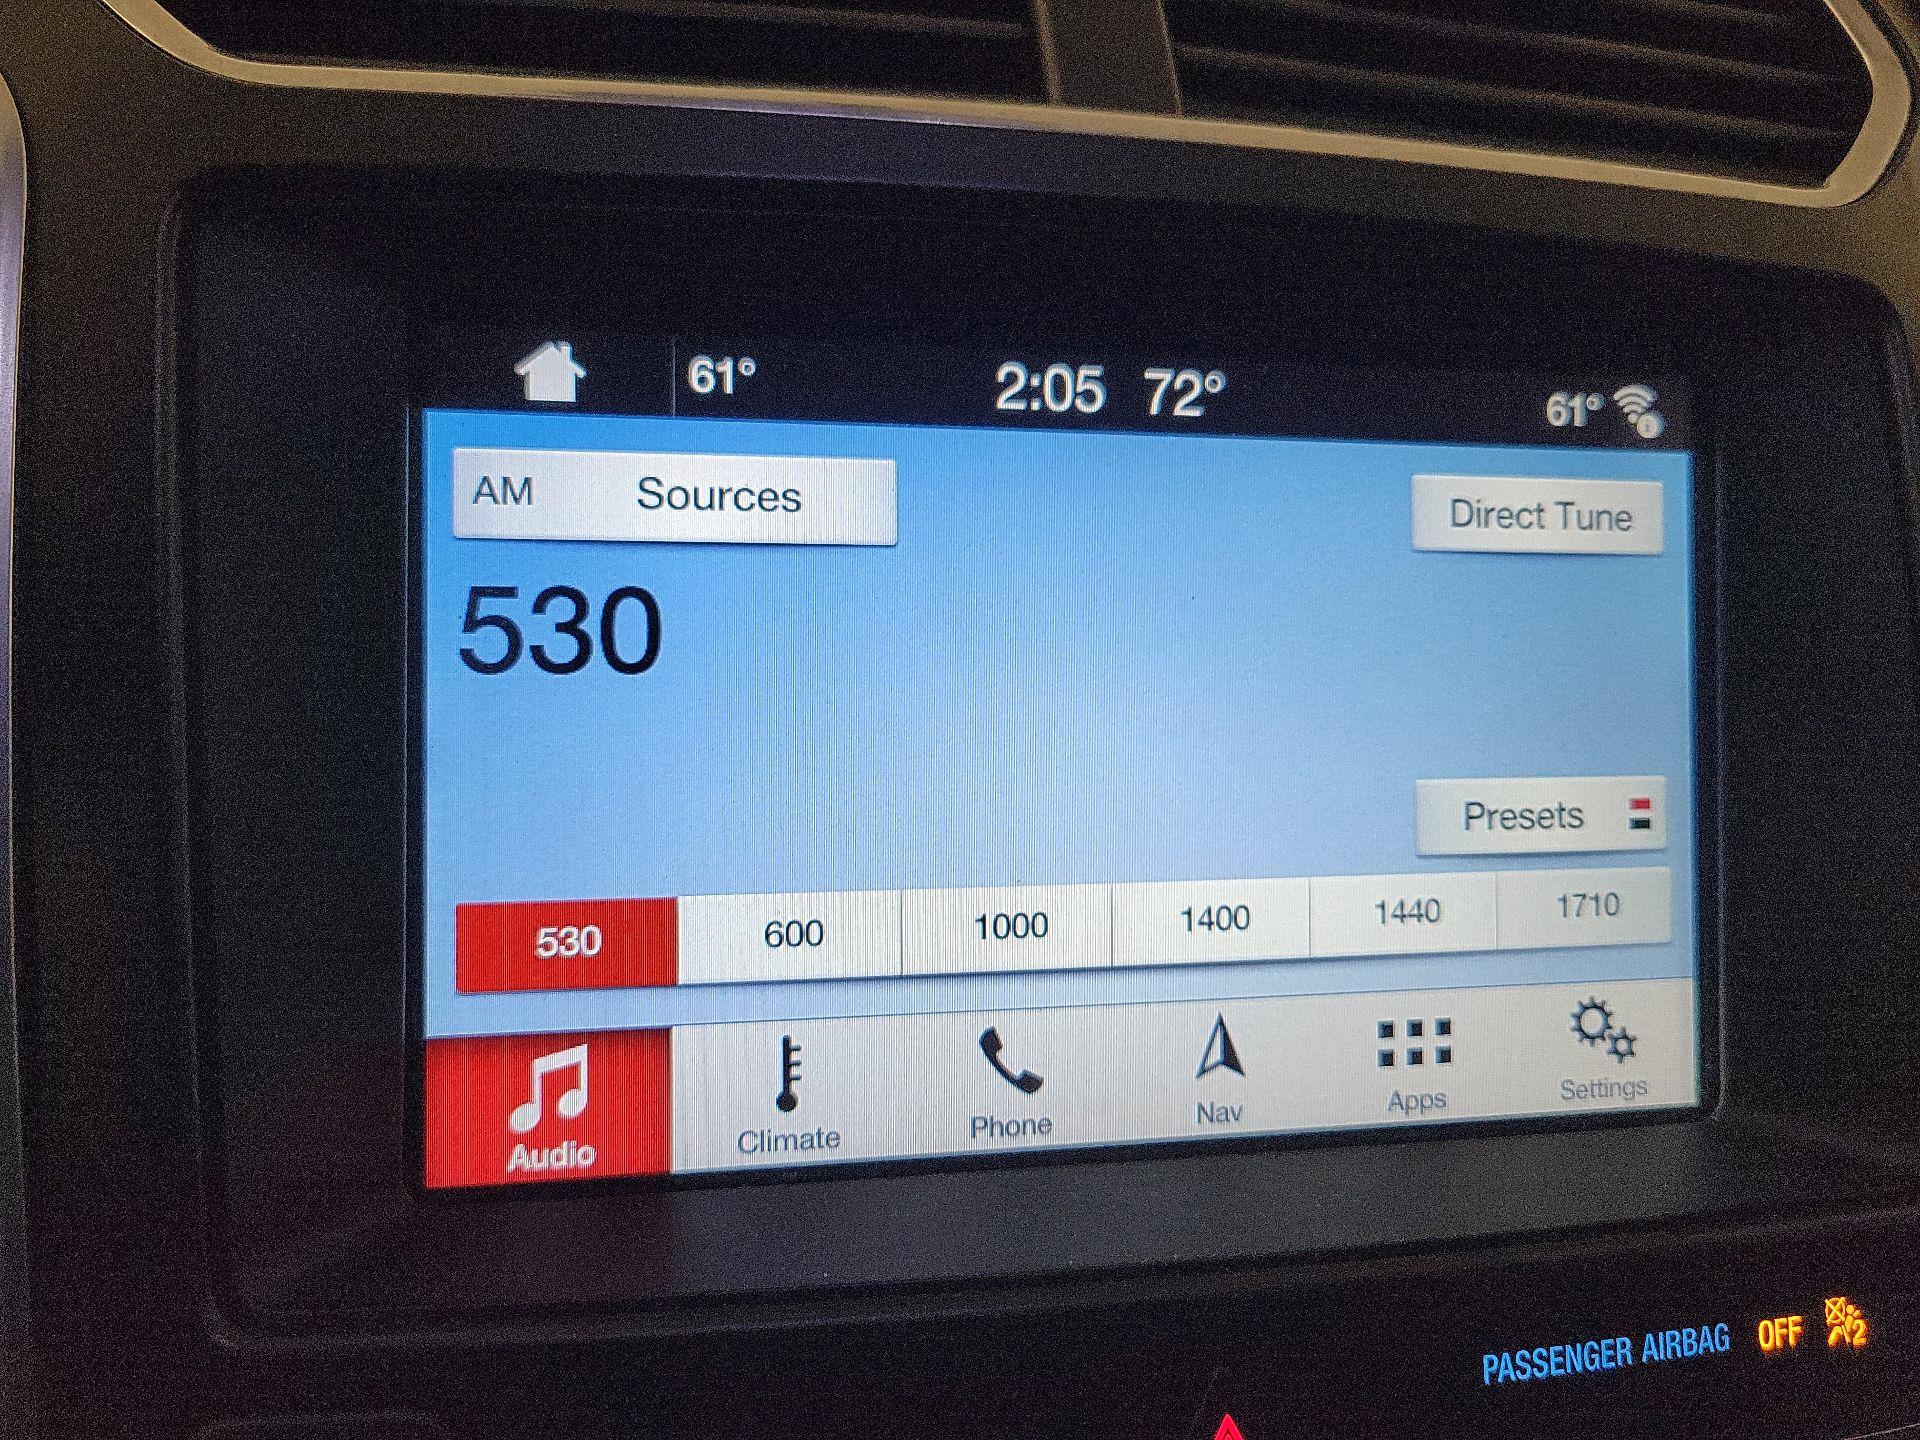 61° 2:05 72° 61°
AM Sources Direct Tune
530
Presets
530 600 1000 1400 1440 1710
Audio Climate Phone Nav Apps Settings
PASSENGER AIRBAG OFF 2